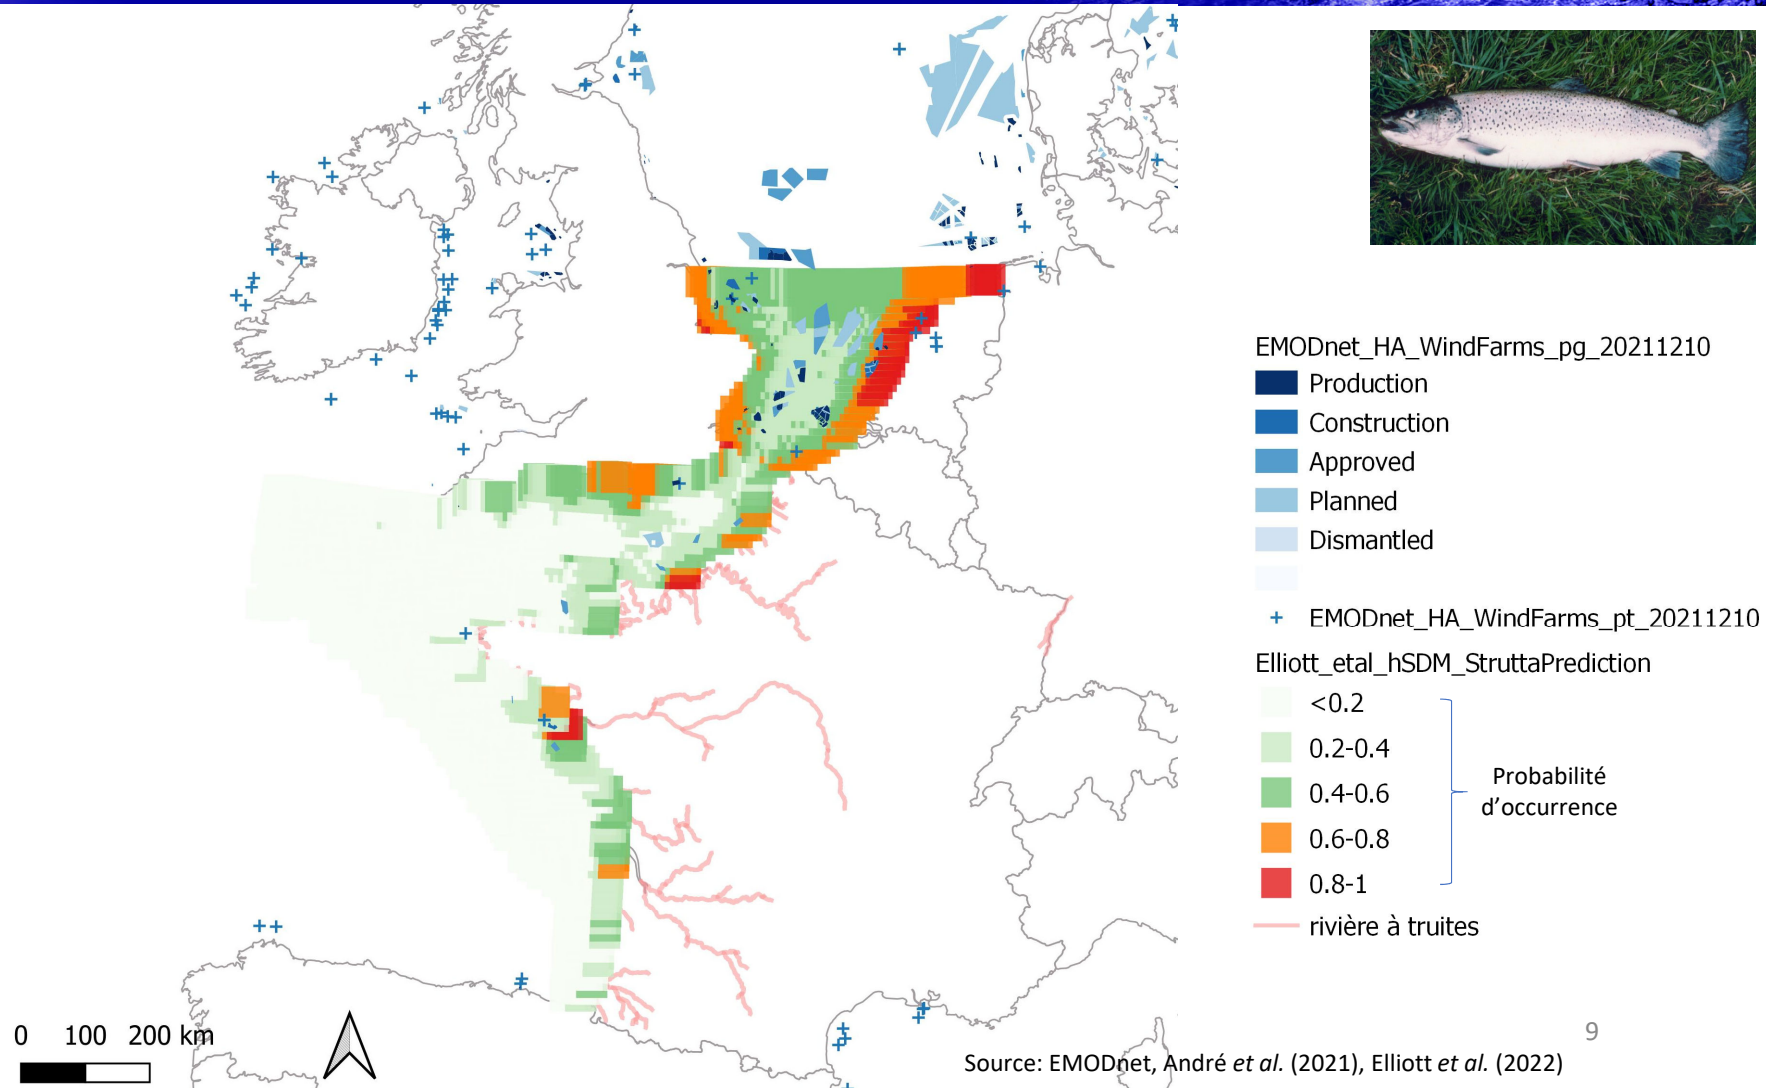 EMODnet_HA_WindFarms_pg_20211210
Production
Construction
Approved
Planned
Dismantled
+ EMODnet_HA_WindFarms_pt_20211210
Elliott_etal_hSDM_StruttaPrediction
<0.2
0.2-0.4
0.4-0.6
0.6-0.8
0.8-1
Probabilité
d’occurrence
rivière à truites
0 100 200 km
9
Source: EMODnet, André et al. (2021), Elliott et al. (2022)